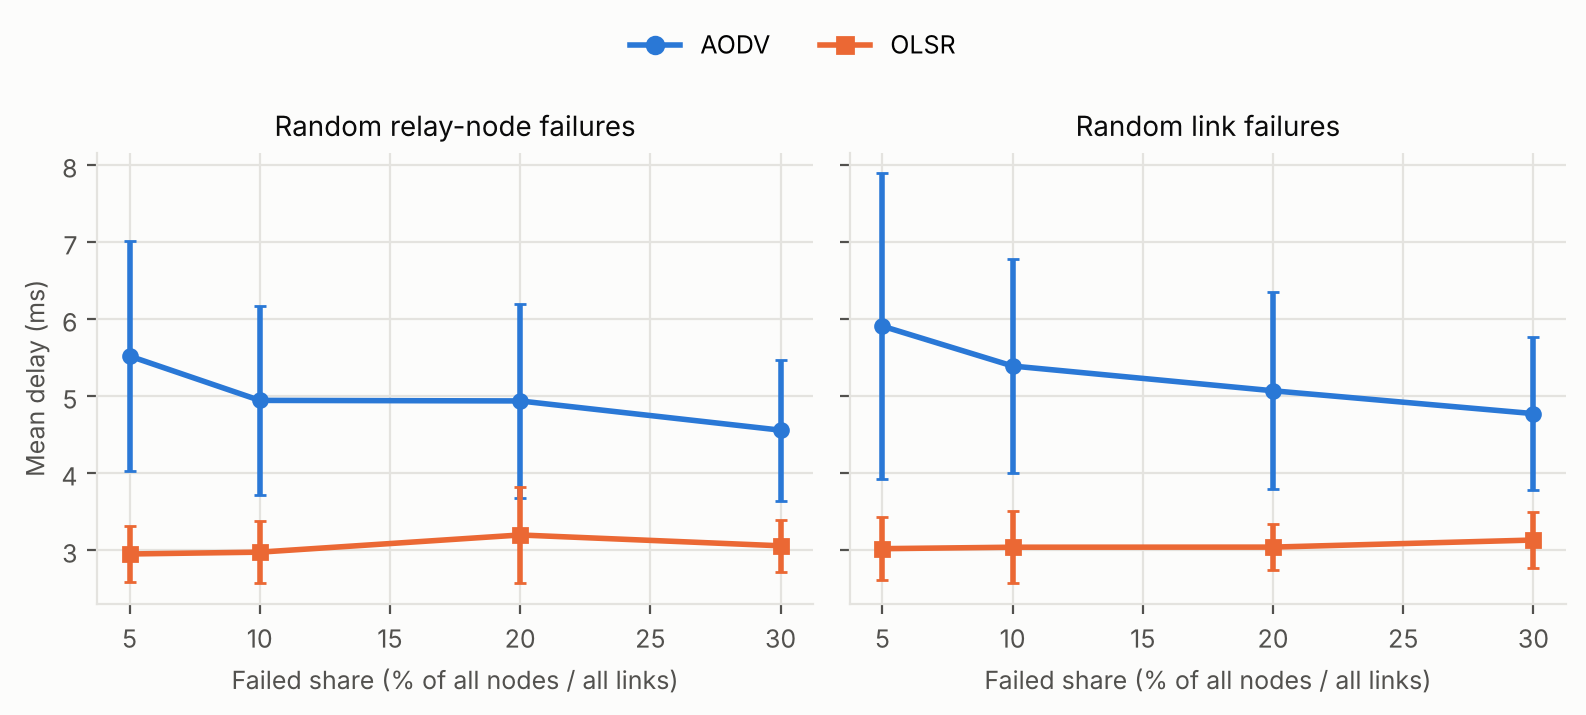 AODV OLSR
Random relay-node failures
Random link failures
Mean delay (ms)
8
7
6
5
4
3
5 10 15 20 25 30
5 10 15 20 25 30
Failed share (% of all nodes / all links)
Failed share (% of all nodes / all links)